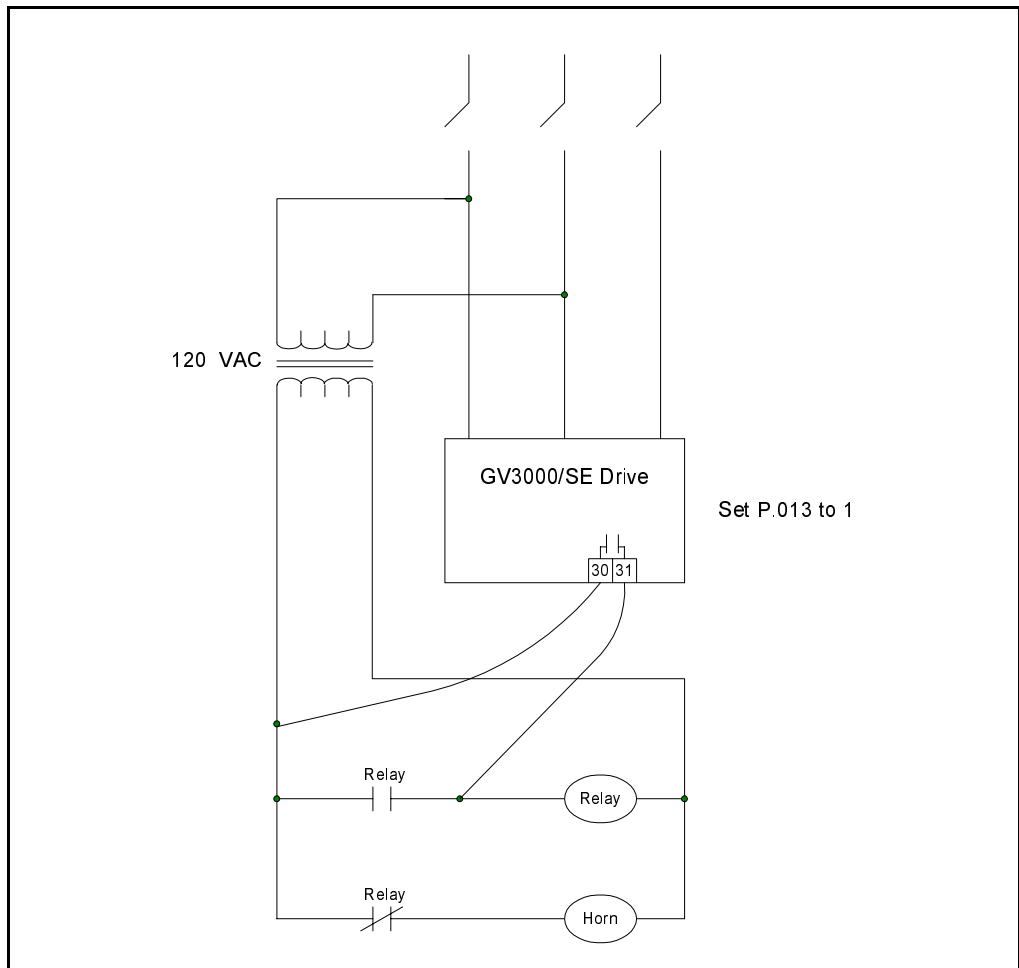 120 VAC
GV3000/SE Drive
Set P.013 to 1
30 31
Relay
Relay
Relay
Horn